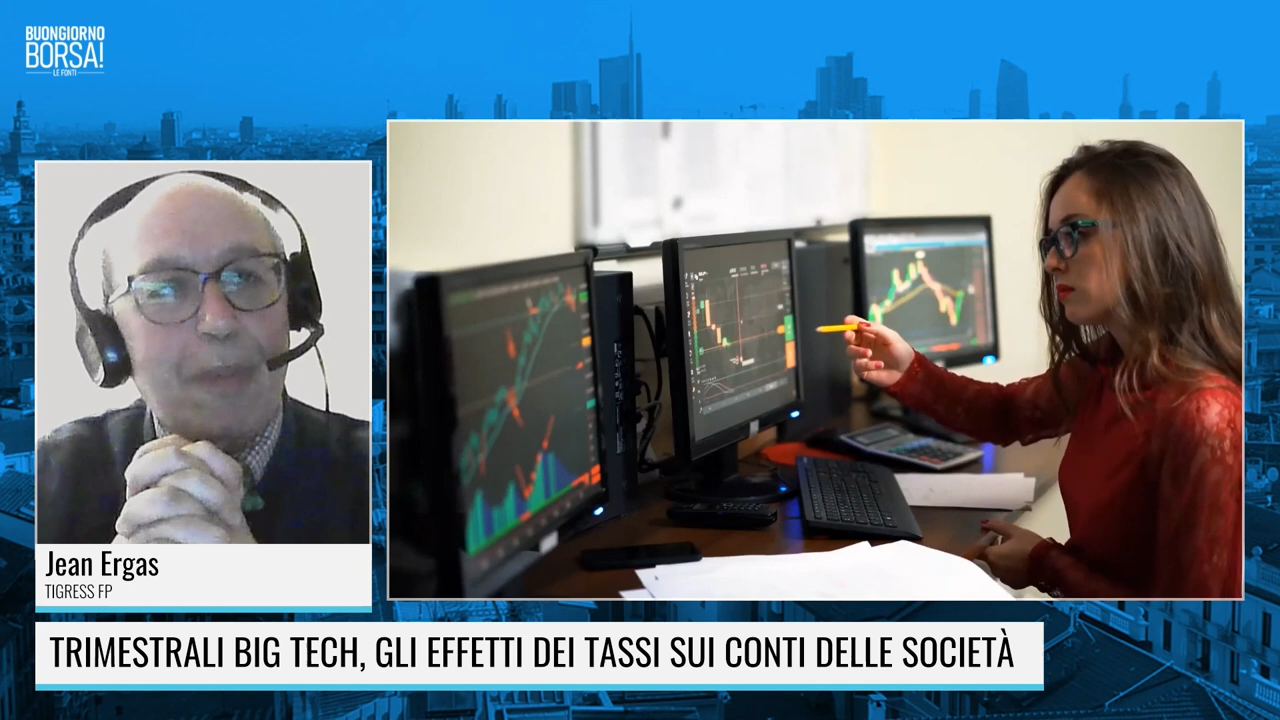 BUONGIORNO
BORSA!
LE FONTI
Jean Ergas
TIGRESS FP
TRIMESTRALI BIG TECH, GLI EFFETTI DEI TASSI SUI CONTI DELLE SOCIETÀ